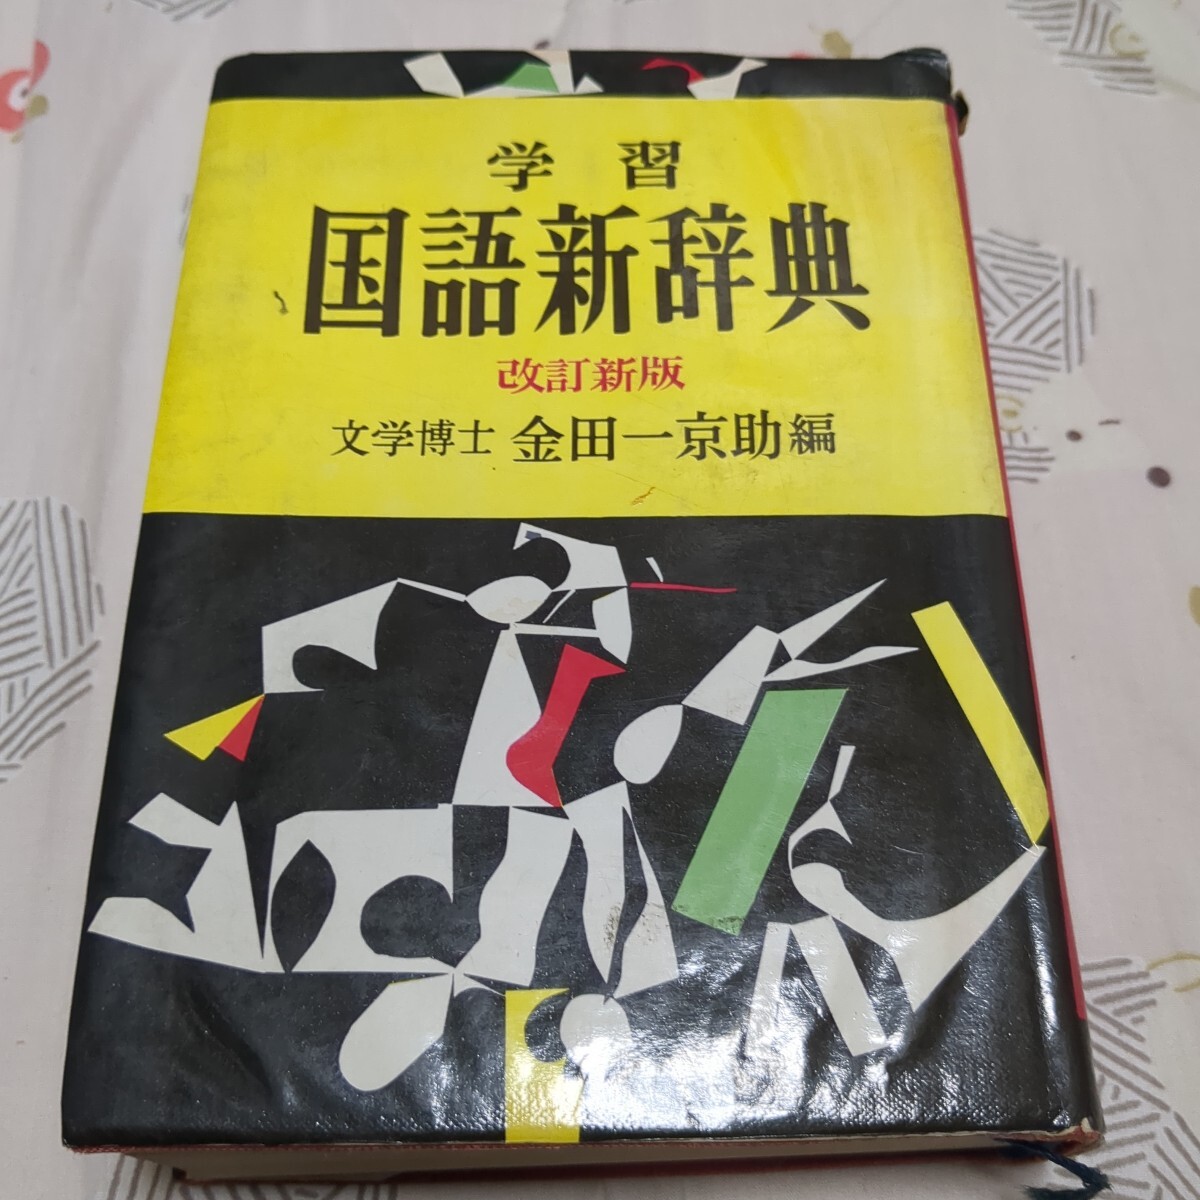 学習
国語新辞典
改訂新版
文学博士 金田一京助編